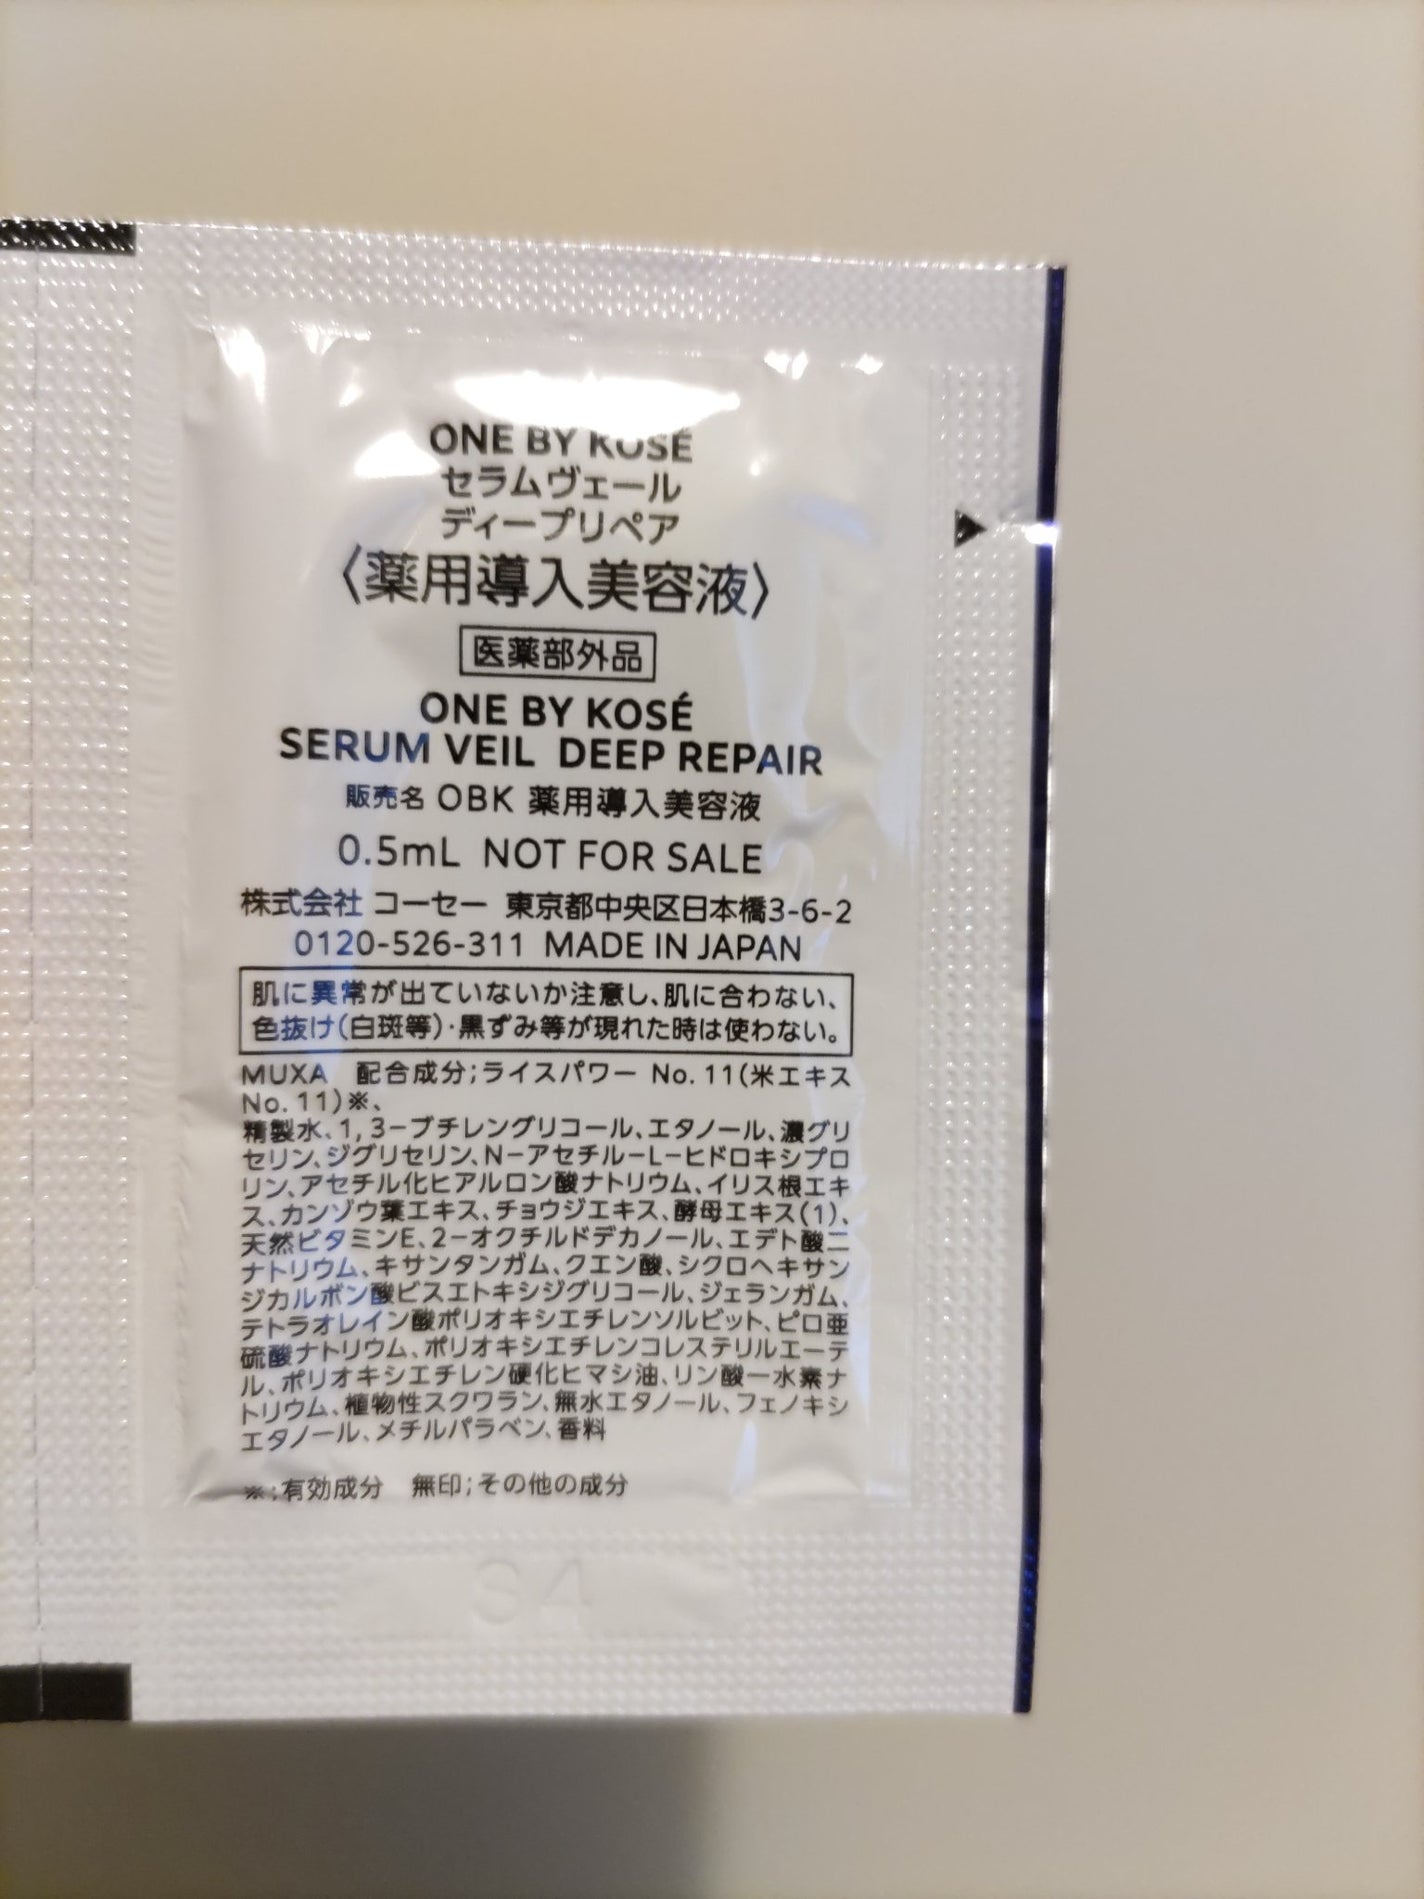 ONE BY KOSÉ
セラムヴェール
ディープリペア
〈薬用導入美容液〉
医薬部外品
ONE BY KOSÉ
SERUM VEIL DEEP REPAIR
販売名 OBK 薬用導入美容液
0.5mL NOT FOR SALE
株式会社 コーセー 東京都中央区日本橋3-6-2
0120-526-311 MADE IN JAPAN
肌に異常が出ていないか注意し、肌に合わない、
色抜け(白斑等)・黒ずみ等が現れた時は使わない。
MUXA 配合成分;ライスパワー No.11(米エキス
No.11)※、
精製水、1,3−ブチレングリコール、エタノール、濃グリ
セリン、ジグリセリン、N−アセチル−L−ヒドロキシプロ
リン、アセチル化ヒアルロン酸ナトリウム、イリス根エキ
ス、カンゾウ葉エキス、チョウジエキス、酵母エキス(1)、
天然ビタミンE、2−オクチルドデカノール、エデト酸二
ナトリウム、キサンタンガム、クエン酸、シクロヘキサン
ジカルボン酸ビスエトキシジグリコール、ジェランガム、
テトラオレイン酸ポリオキシエチレンソルビット、ピロ亜
硫酸ナトリウム、ポリオキシエチレンコレステリルエーテ
ル、ポリオキシエチレン硬化ヒマシ油、リン酸一水素ナ
トリウム、植物性スクワラン、無水エタノール、フェノキシ
エタノール、メチルパラベン、香料
※;有効成分 無印;その他の成分
S4